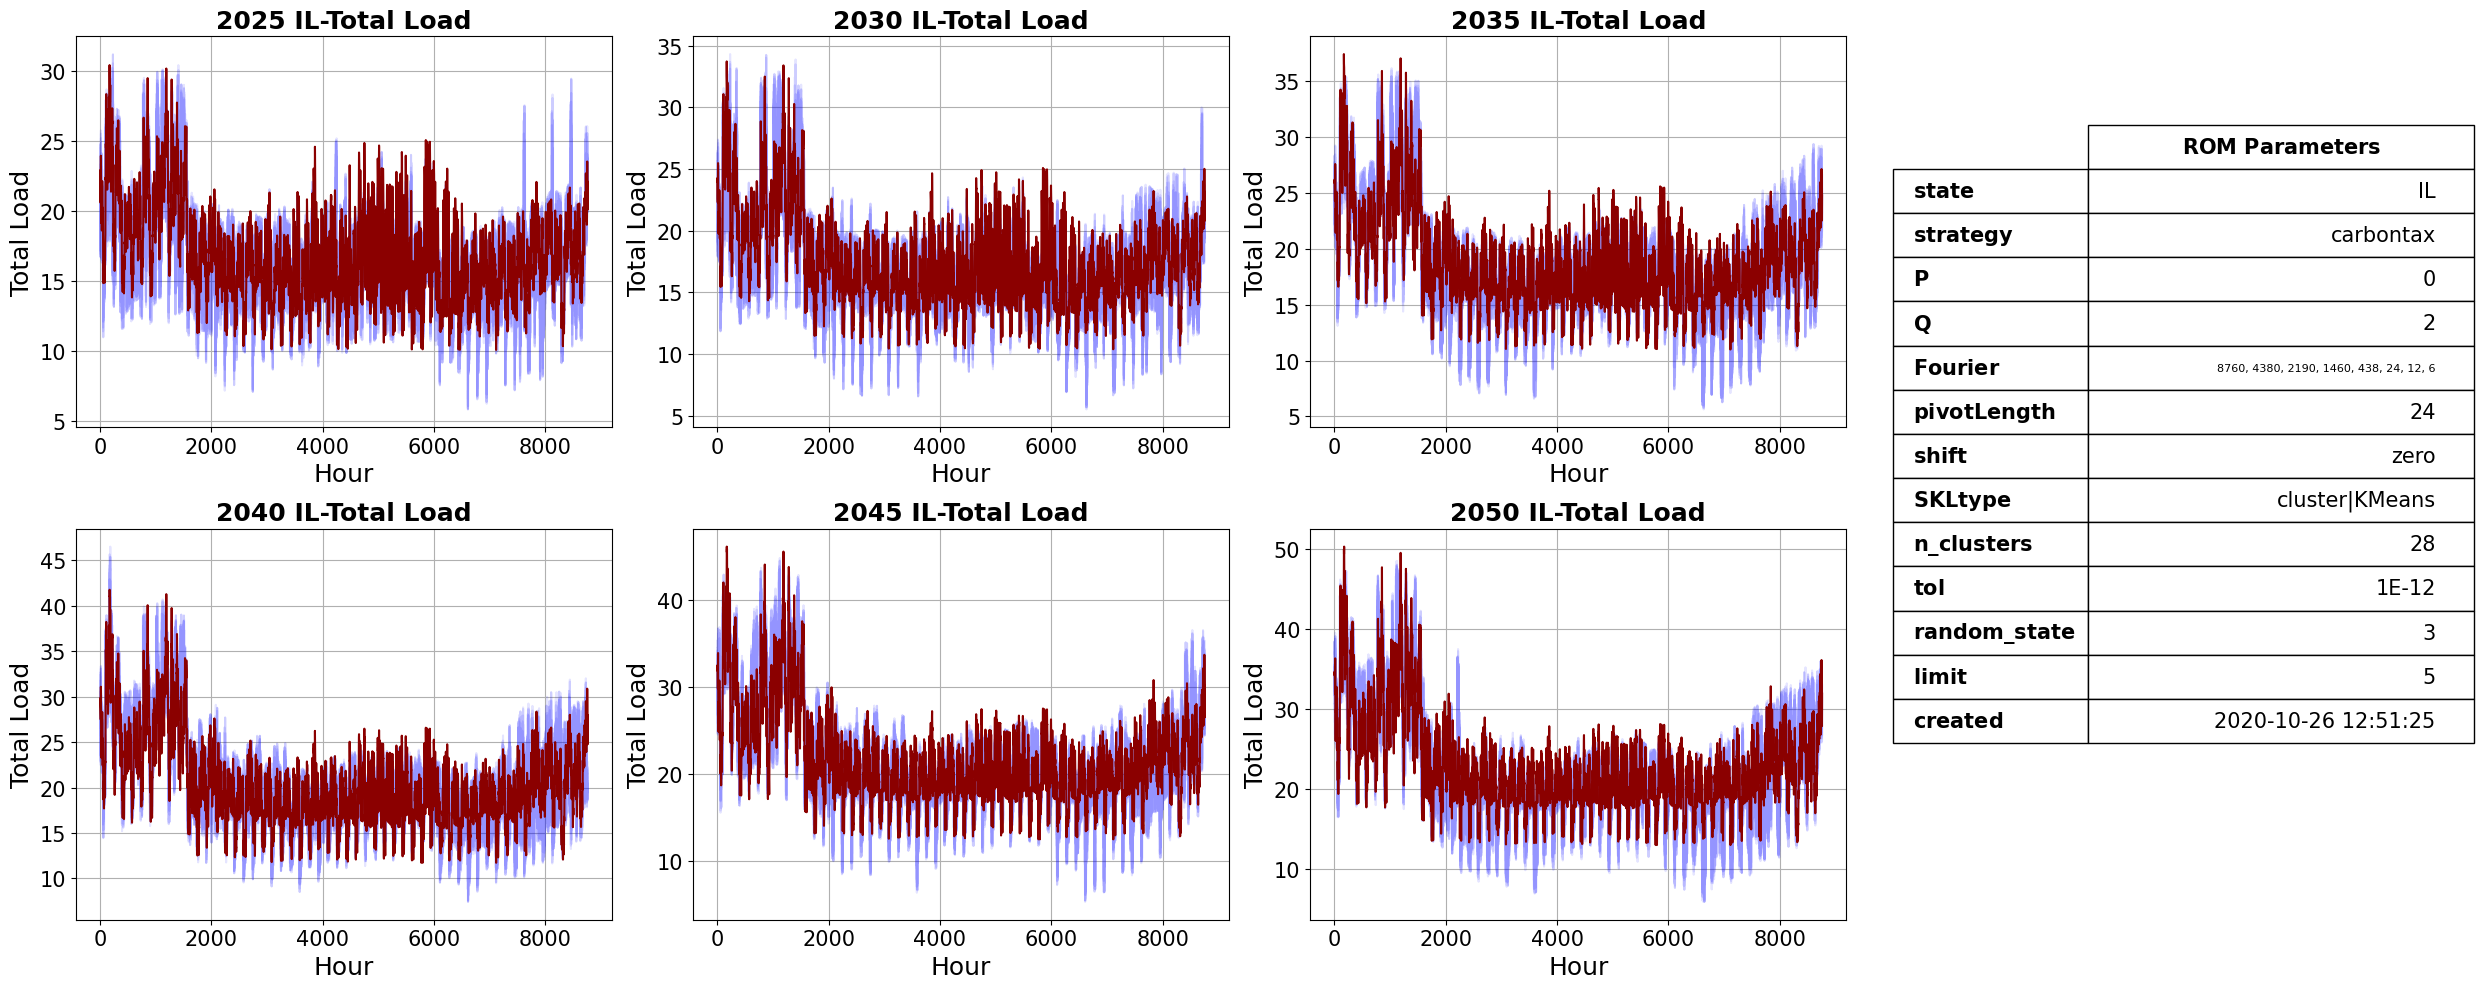 2025 IL-Total Load
30
25
20
15
10
5
Total Load
0 2000 4000 6000 8000
Hour
2030 IL-Total Load
35
30
25
20
15
10
5
Total Load
0 2000 4000 6000 8000
Hour
2035 IL-Total Load
35
30
25
20
15
10
5
Total Load
0 2000 4000 6000 8000
Hour
2040 IL-Total Load
45
40
35
30
25
20
15
10
Total Load
0 2000 4000 6000 8000
Hour
2045 IL-Total Load
40
30
20
10
Total Load
0 2000 4000 6000 8000
Hour
2050 IL-Total Load
50
40
30
20
10
Total Load
0 2000 4000 6000 8000
Hour
ROM Parameters
state IL
strategy carbontax
P 0
Q 2
Fourier 8760, 4380, 2190, 1460, 438, 24, 12, 6
pivotLength 24
shift zero
SKLtype cluster|KMeans
n_clusters 28
tol 1E-12
random_state 3
limit 5
created 2020-10-26 12:51:25